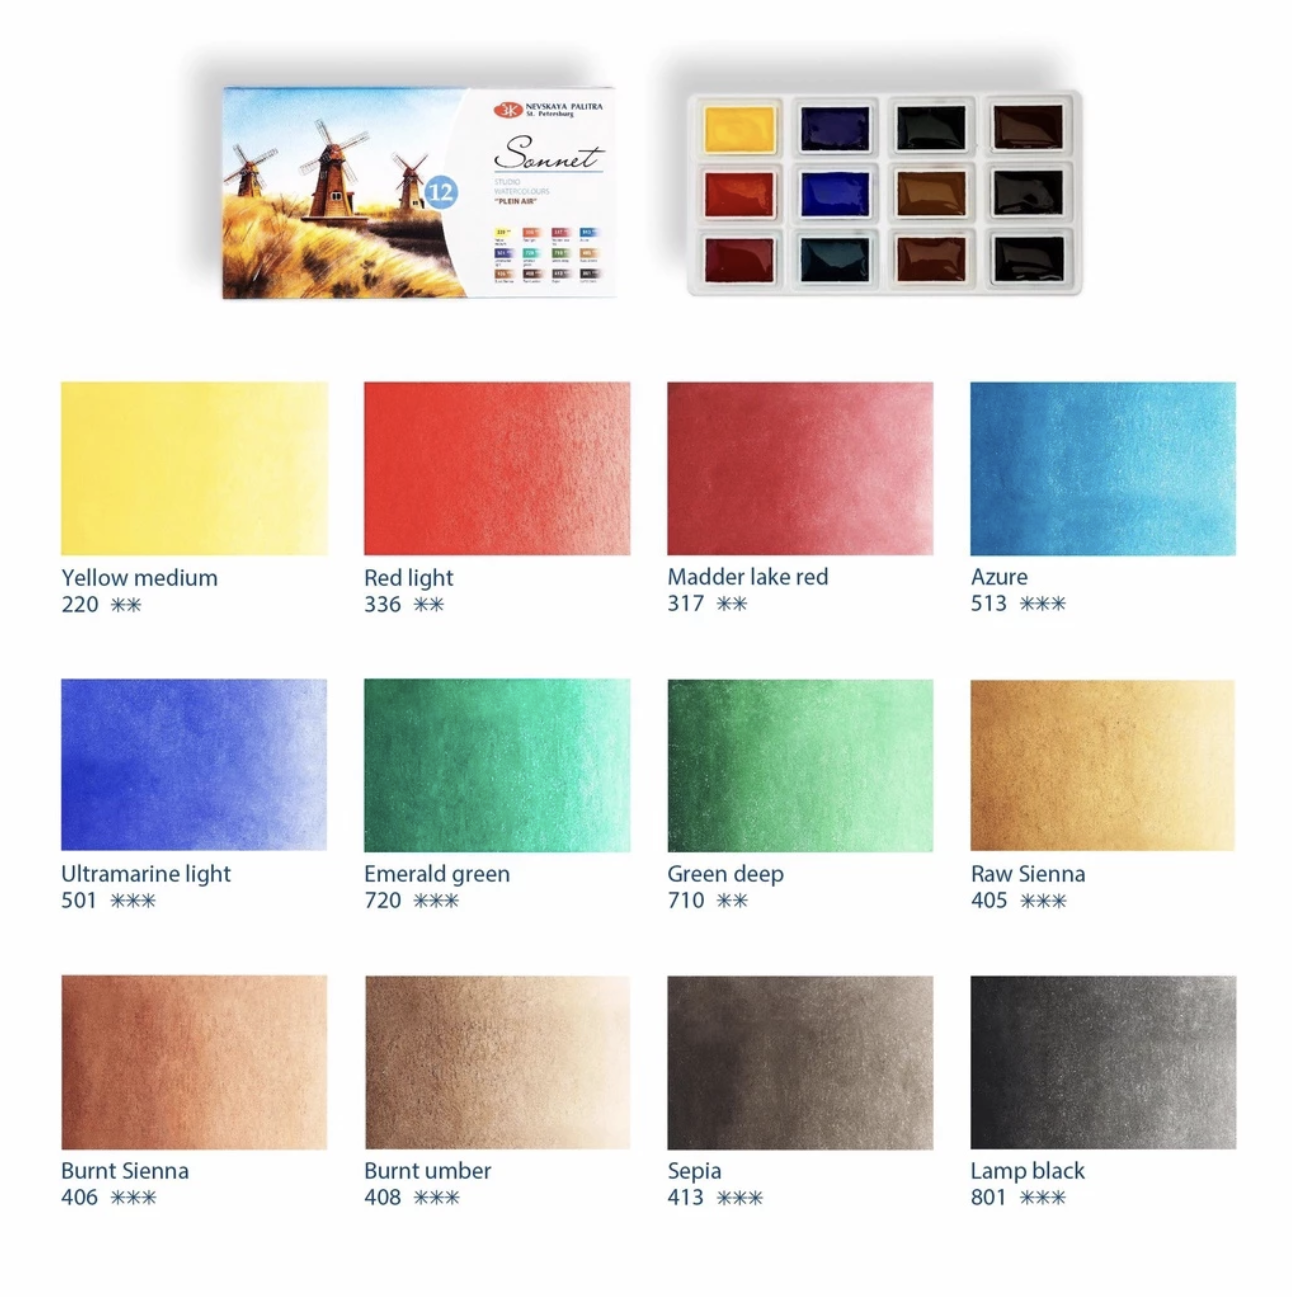 NEVSKAYA PALITRA
St. Petersburg
Sonnet
STUDIO
WATERCOLOURS
"PLEIN AIR"
12
Yellow medium
220 ✳✳
Red light
336 ✳✳
Madder lake red
317 ✳✳
Azure
513 ✳✳✳
Ultramarine light
501 ✳✳✳
Emerald green
720 ✳✳✳
Green deep
710 ✳✳
Raw Sienna
405 ✳✳✳
Burnt Sienna
406 ✳✳✳
Burnt umber
408 ✳✳✳
Sepia
413 ✳✳✳
Lamp black
801 ✳✳✳